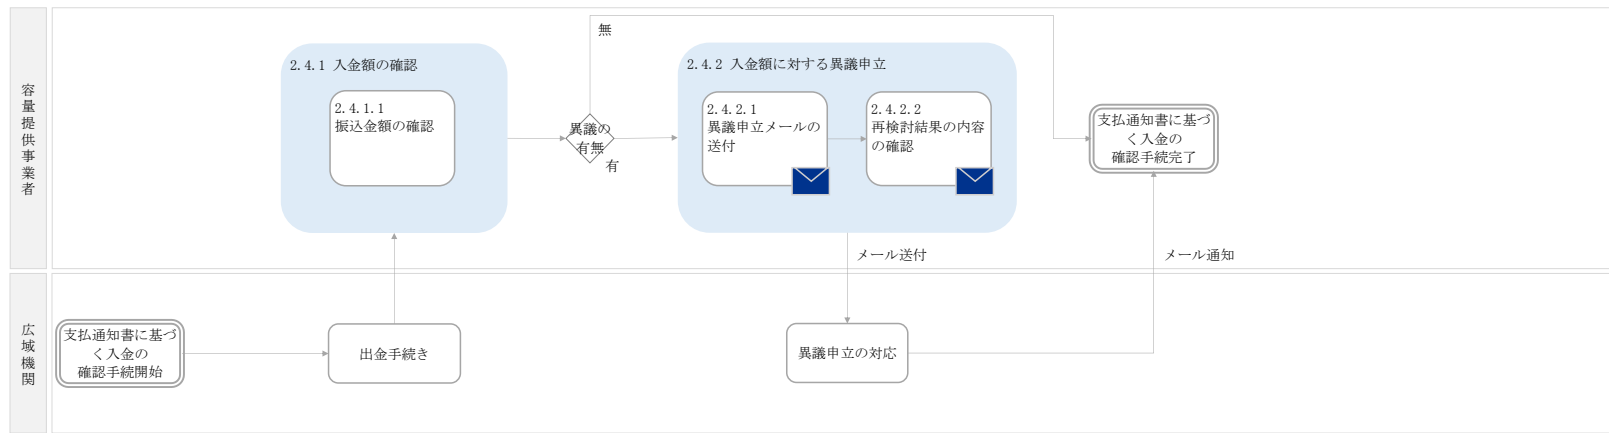 容量提供事業者
無
2.4.1 入金額の確認
2.4.1.1
振込金額の確認
異議の
有無
有
2.4.2 入金額に対する異議申立
2.4.2.1
異議申立メールの
送付
2.4.2.2
再検討結果の内容
の確認
支払通知書に基づ
く入金の
確認手続完了
メール送付
メール通知
広域機関
支払通知書に基づ
く入金の
確認手続開始
出金手続き
異議申立の対応